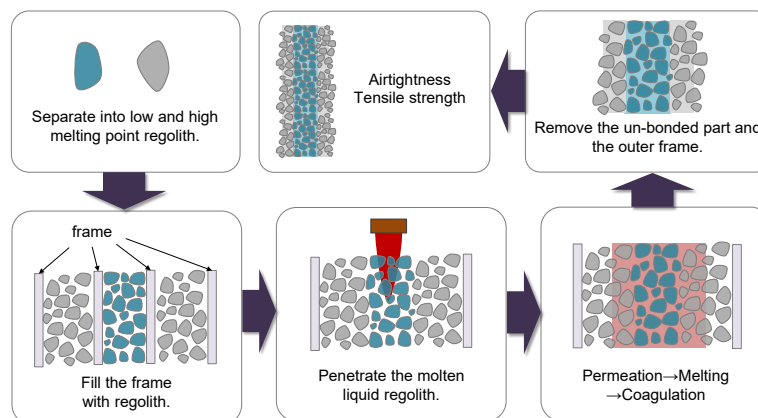 Separate into low and high
melting point regolith.
Airtightness
Tensile strength
Remove the un-bonded part and
the outer frame.
frame
Fill the frame
with regolith.
Penetrate the molten
liquid regolith.
Permeation→Melting
→Coagulation